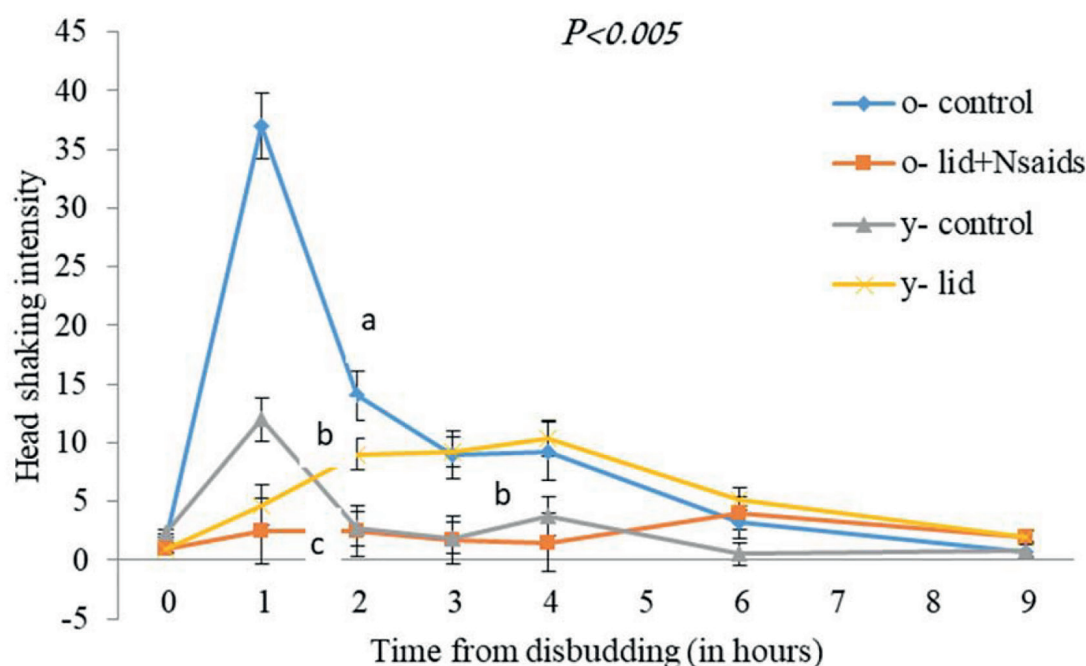 P<0.005
45
40
35
30
25
20
15
10
5
0
-5
Head shaking intensity
o- control
o- lid+Nsaids
y- control
y- lid
a
b
b
c
0 1 2 3 4 5 6 7 8 9
Time from disbudding (in hours)